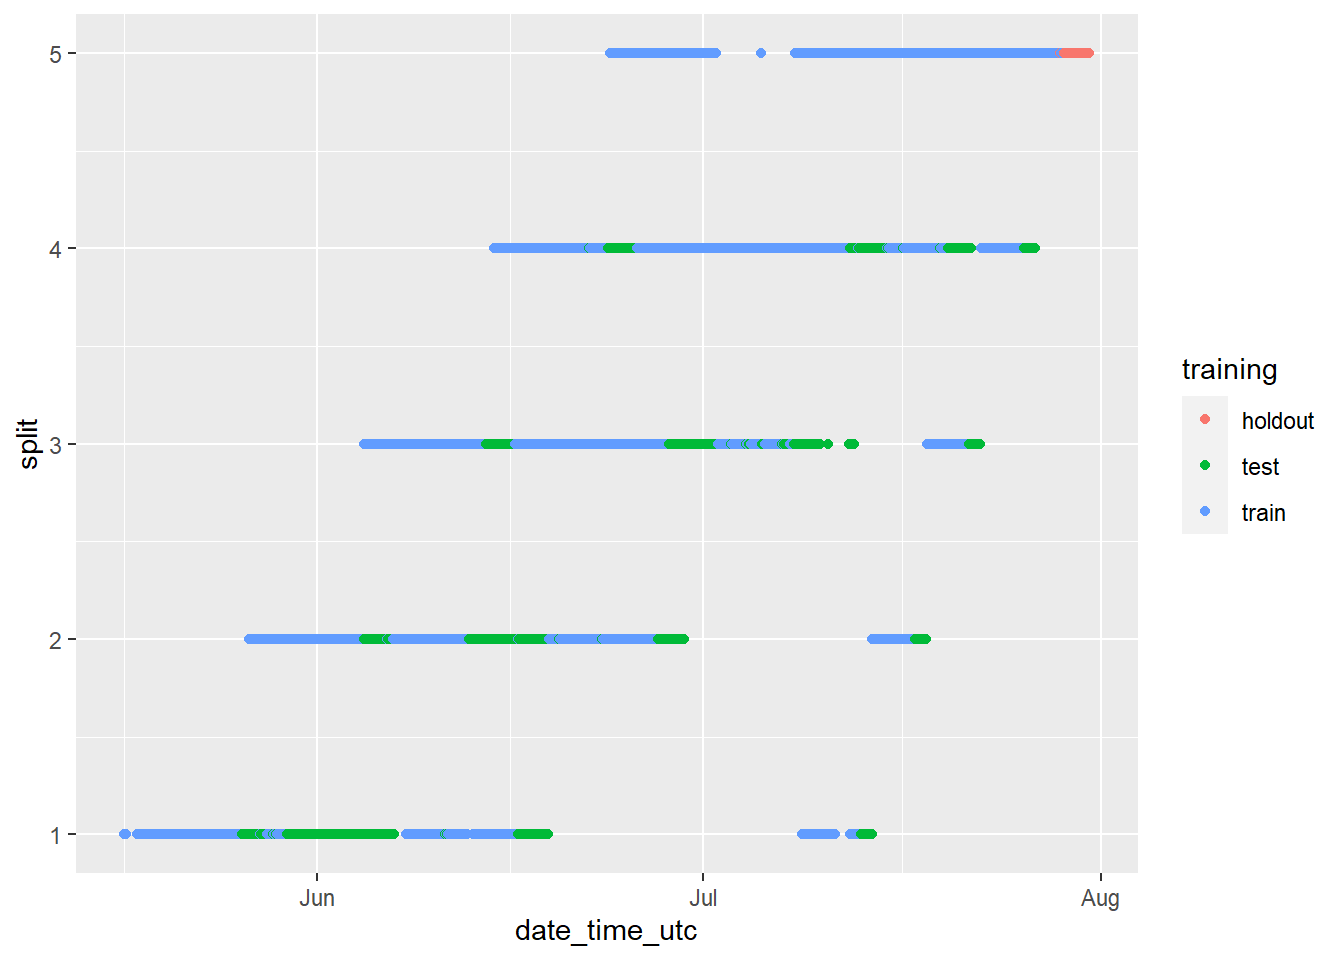 5
4
3
2
1
split
Jun
Jul
Aug
date_time_utc
training
holdout
test
train